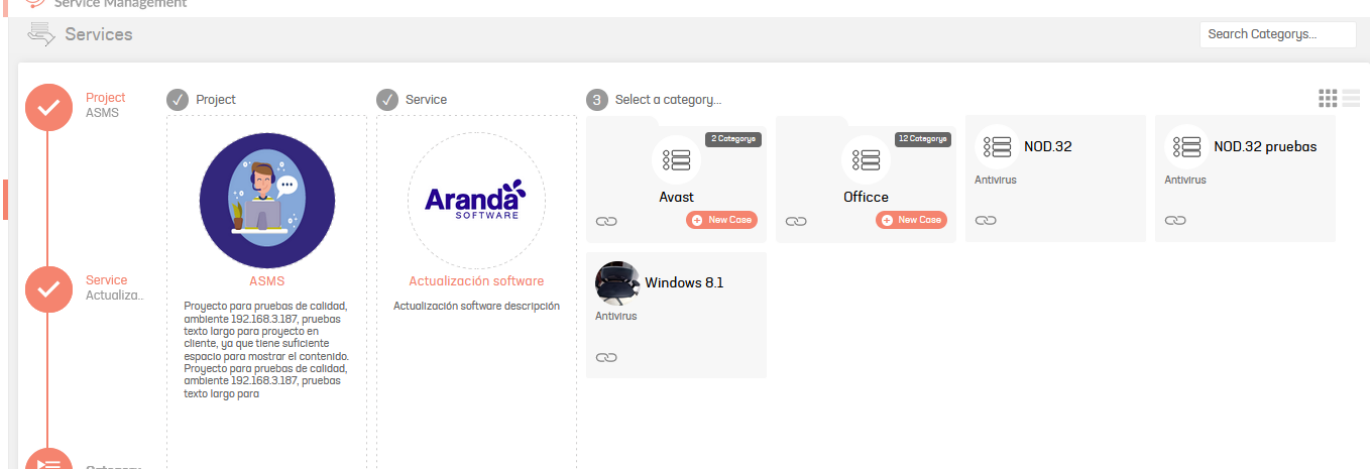 Service Management
Services
Search Categorys...
Project
ASMS
Project
Service
3 Select a category...
ASMS
Proyecto para pruebas de calidad,
ambiente 192.168.3.187, pruebas
texto largo para proyecto en
cliente, ya que tiene suficiente
espacio para mostrar el contenido.
Proyecto para pruebas de calidad,
ambiente 192.168.3.187, pruebas
texto largo para
Aranda
SOFTWARE
Actualización software
Actualización software descripción
2 Categorys
Avast
New Case
12 Categorys
Officce
New Case
NOD.32
Antivirus
NOD.32 pruebas
Antivirus
Windows 8.1
Antivirus
Service
Actualiza..
Category